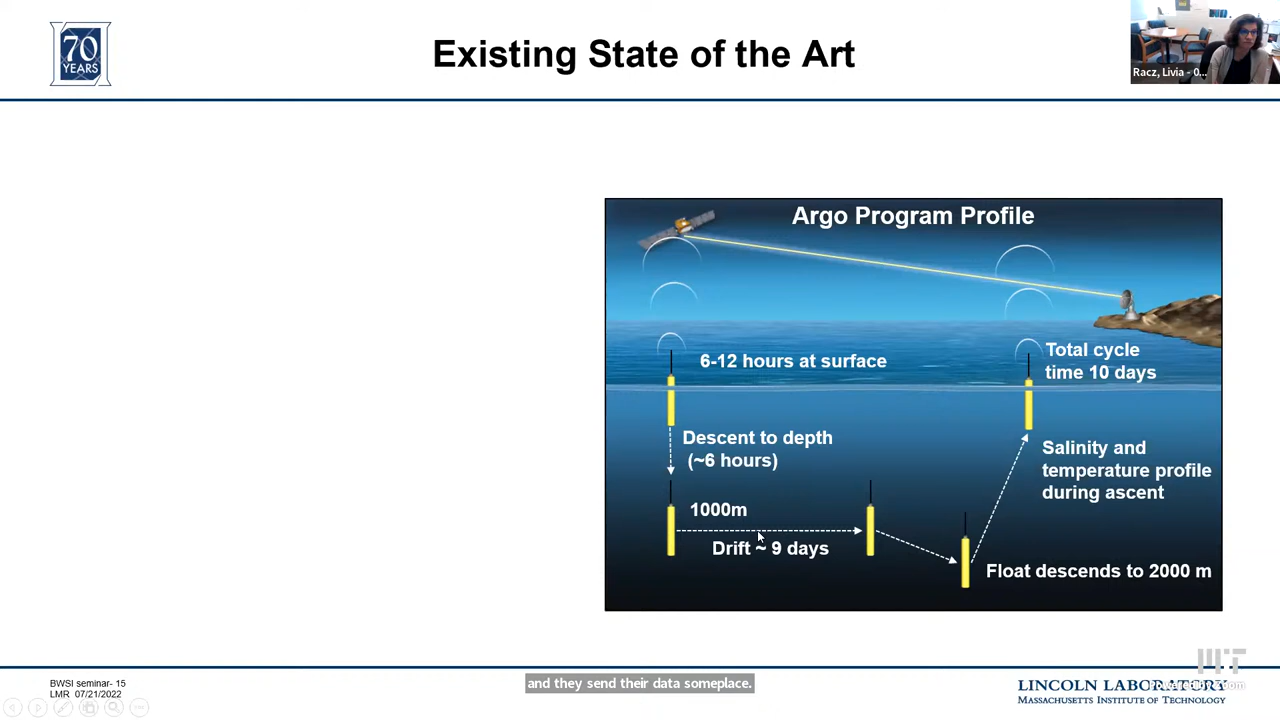 70
YEARS
Existing State of the Art
Racz, Livia - 0...
Argo Program Profile
6-12 hours at surface
Total cycle
time 10 days
Descent to depth
(~6 hours)
Salinity and
temperature profile
during ascent
1000m
Drift ~ 9 days
Float descends to 2000 m
BWSI seminar- 15
LMR 07/21/2022
and they send their data someplace.
MIT
LINCOLN LABORATORY
MASSACHUSETTS INSTITUTE OF TECHNOLOGY